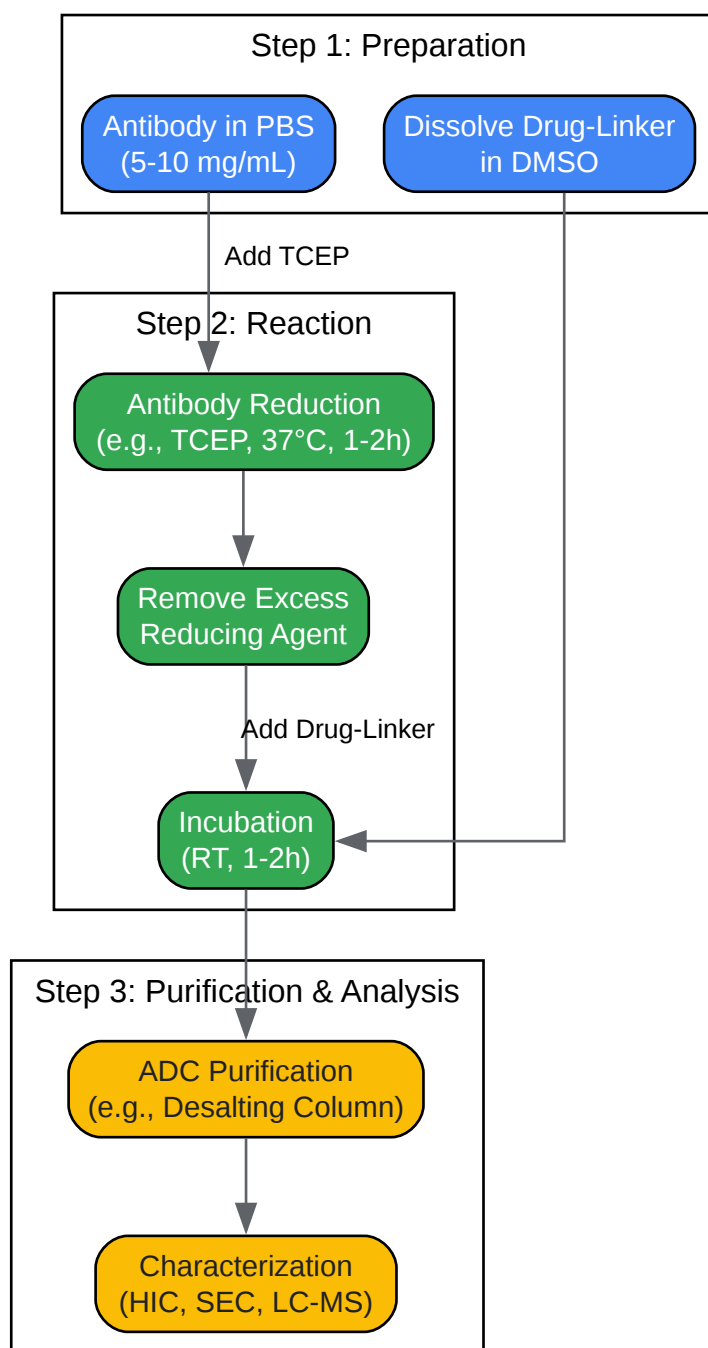 Step 1: Preparation
Antibody in PBS
(5-10 mg/mL)
Dissolve Drug-Linker
in DMSO
Add TCEP
Step 2: Reaction
Antibody Reduction
(e.g., TCEP, 37°C, 1-2h)
Remove Excess
Reducing Agent
Add Drug-Linker
Incubation
(RT, 1-2h)
Step 3: Purification & Analysis
ADC Purification
(e.g., Desalting Column)
Characterization
(HIC, SEC, LC-MS)